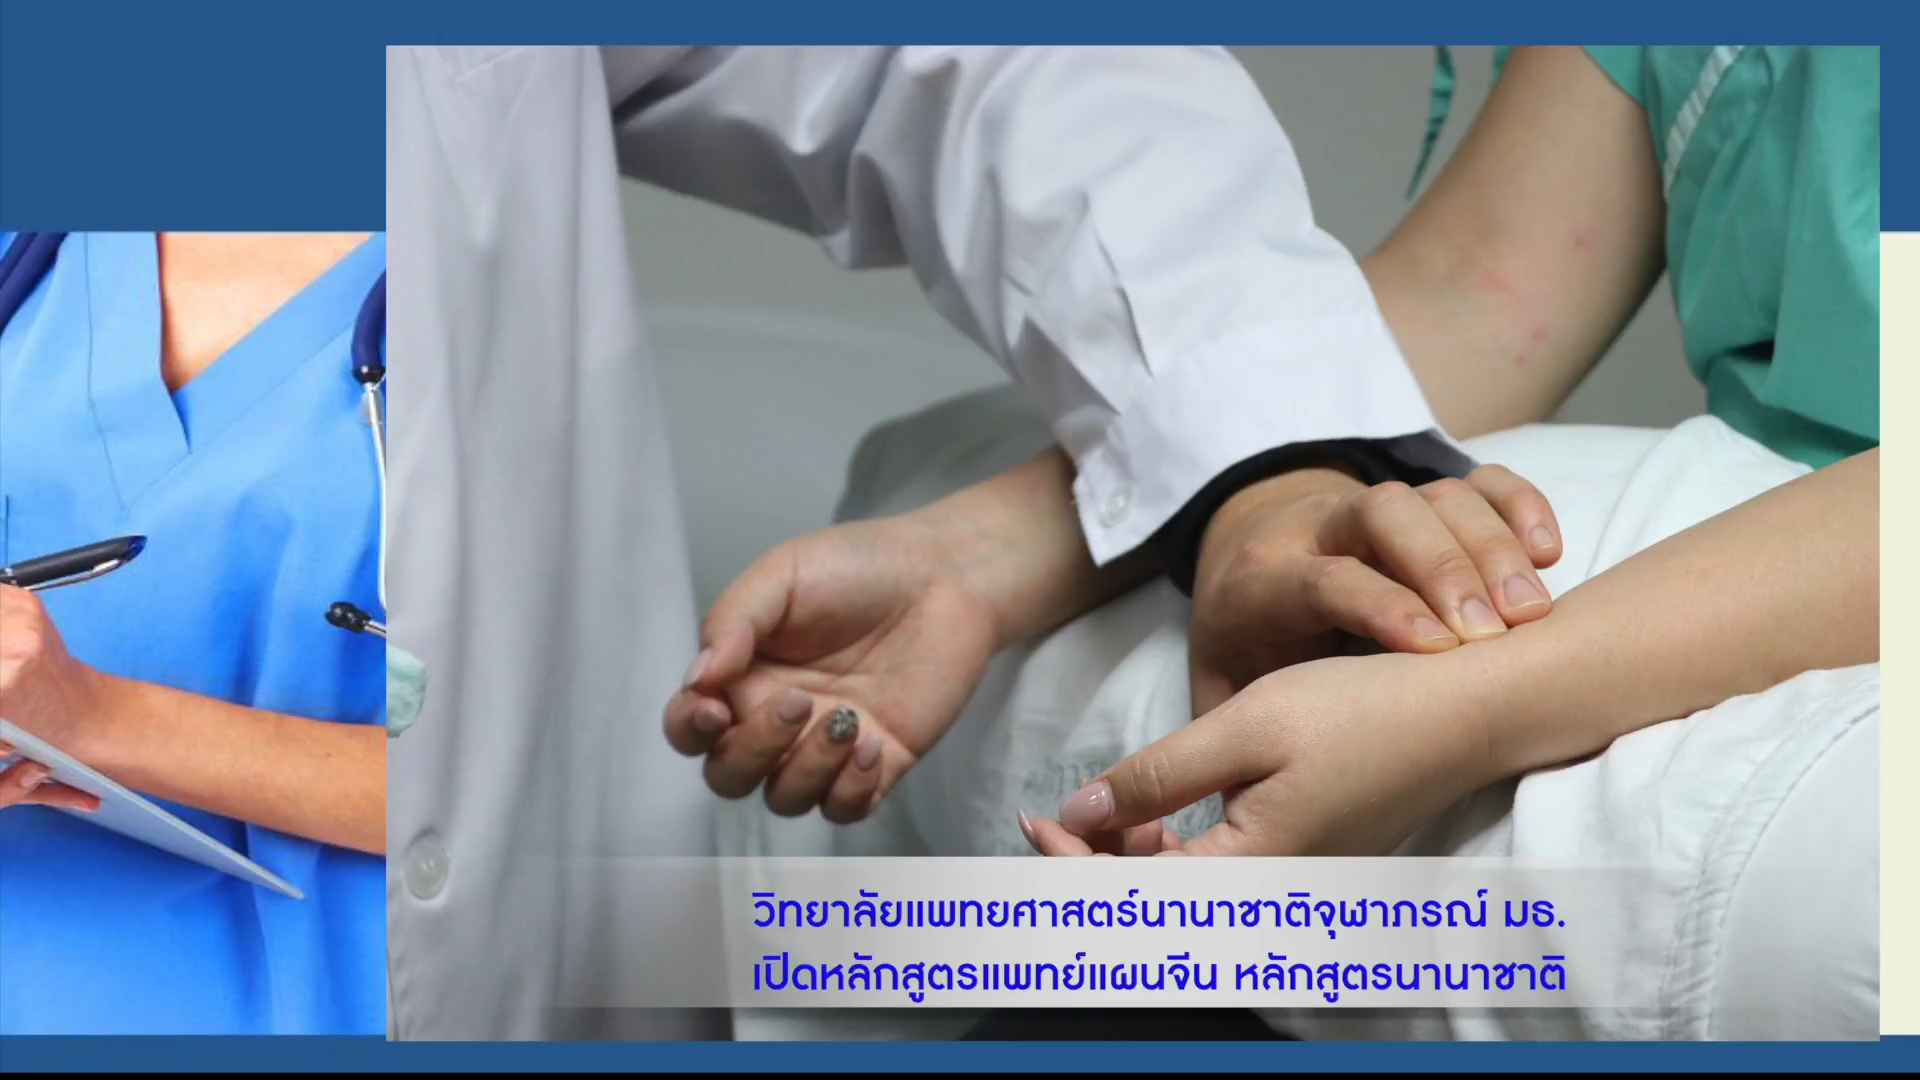 วิทยาลัยแพทยศาสตร์นานาชาติจุฬาภรณ์ มธ.
เปิดหลักสูตรแพทย์แผนจีน หลักสูตรนานาชาติ